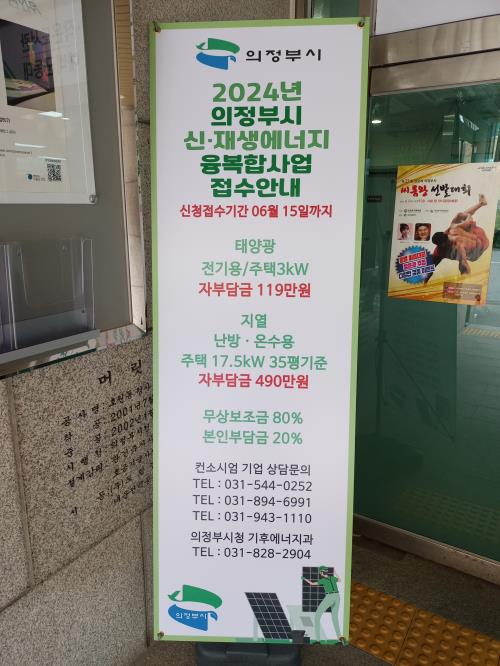 의정부시
2024년
의정부시
신·재생에너지
융복합사업
접수안내
신청접수기간 06월 15일까지
태양광
전기용/주택3kW
자부담금 119만원
지열
난방·온수용
주택 17.5kW 35평기준
자부담금 490만원
무상보조금 80%
본인부담금 20%
컨소시엄 기업 상담문의
TEL : 031-544-0252
TEL : 031-894-6991
TEL : 031-943-1110
의정부시청 기후에너지과
TEL : 031-828-2904
의정부시
씨름왕 선발대회
머릿